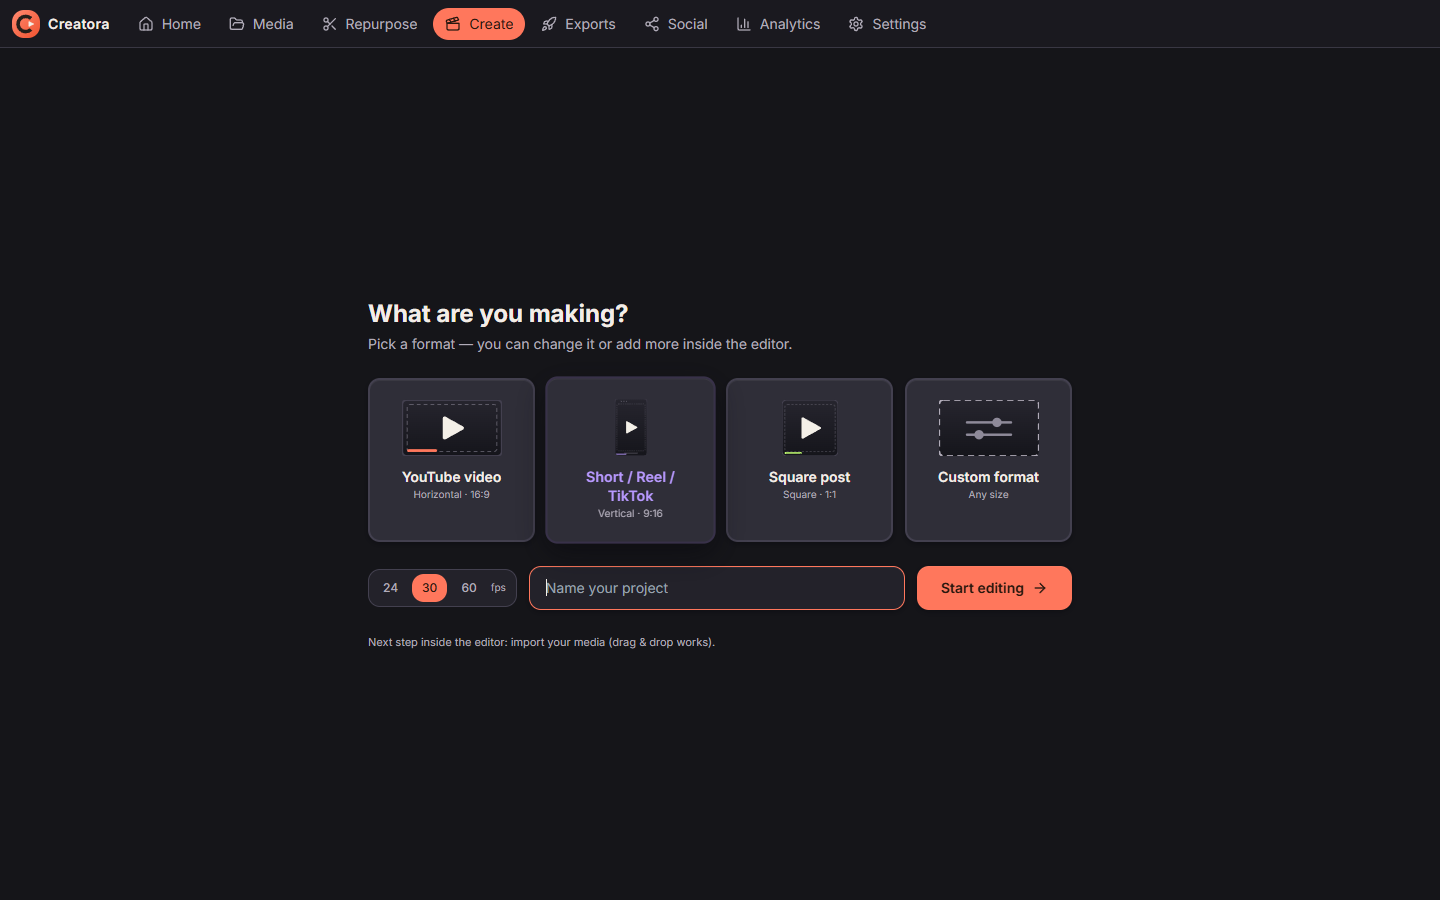 Creatora
Home
Media
Repurpose
Create
Exports
Social
Analytics
Settings
What are you making?
Pick a format — you can change it or add more inside the editor.
YouTube video
Horizontal · 16:9
Short / Reel /
TikTok
Vertical · 9:16
Square post
Square · 1:1
Custom format
Any size
24
30
60
fps
Name your project
Start editing
Next step inside the editor: import your media (drag & drop works).